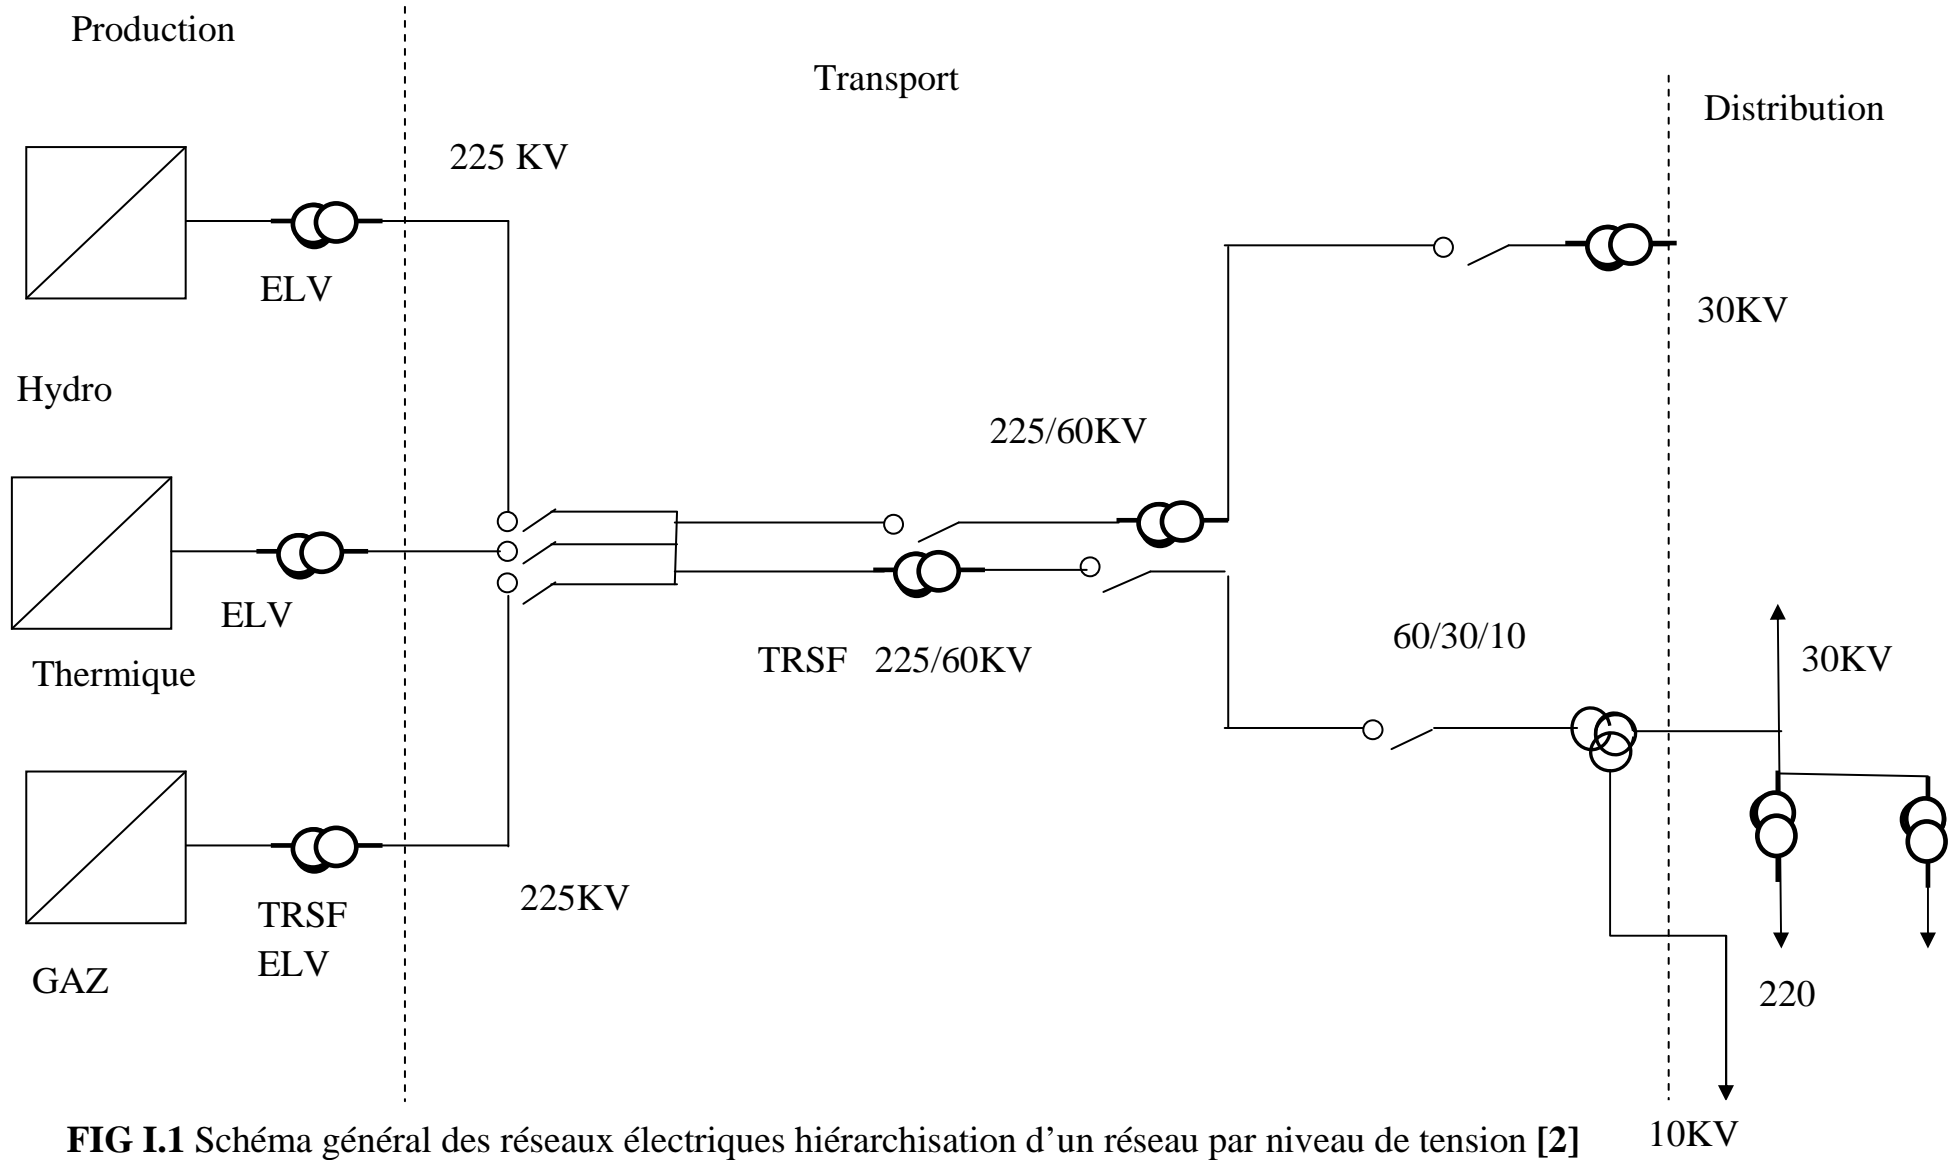 Production
Transport
Distribution
225 KV
ELV
30KV
Hydro
225/60KV
ELV
60/30/10
TRSF 225/60KV
30KV
Thermique
225KV
TRSF
ELV
GAZ
220
FIG I.1 Schéma général des réseaux électriques hiérarchisation d’un réseau par niveau de tension [2]
10KV